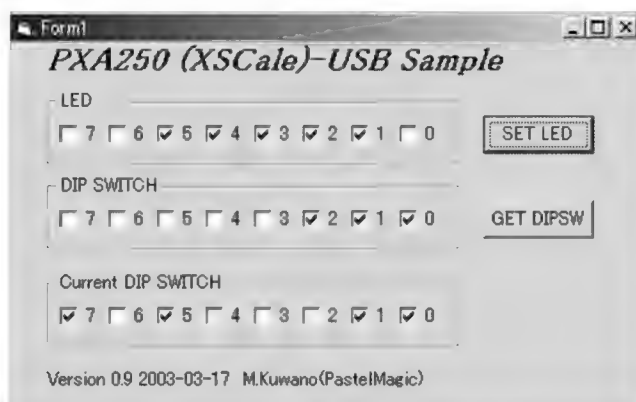 Form1
PXA250 (XSCale)-USB Sample
LED
7 6 5 4 3 2 1 0
SET LED
DIP SWITCH
7 6 5 4 3 2 1 0
GET DIPSW
Current DIP SWITCH
7 6 5 4 3 2 1 0
Version 0.9 2003-03-17 M.Kuwano(PastelMagic)